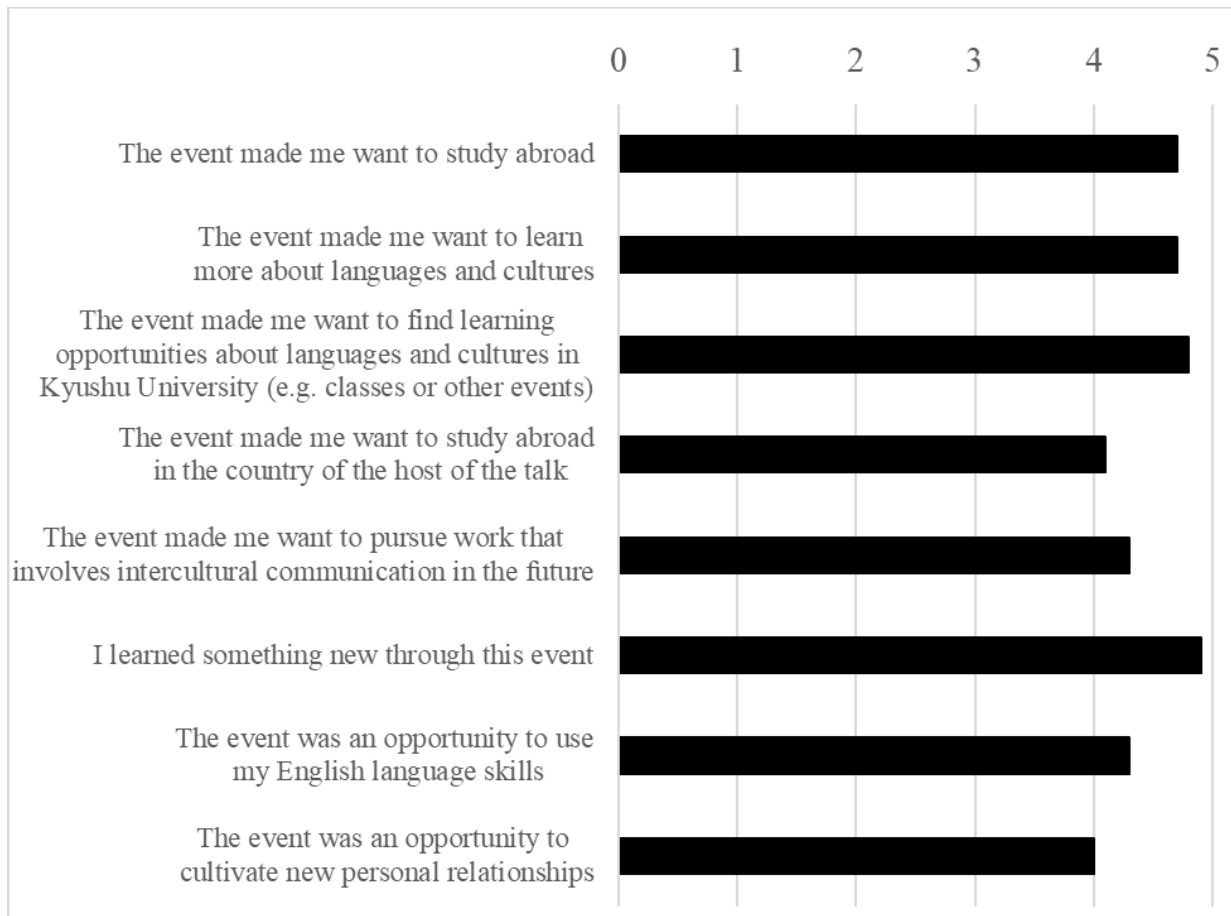 0 1 2 3 4 5
The event made me want to study abroad
The event made me want to learn
more about languages and cultures
The event made me want to find learning
opportunities about languages and cultures in
Kyushu University (e.g. classes or other events)
The event made me want to study abroad
in the country of the host of the talk
The event made me want to pursue work that
involves intercultural communication in the future
I learned something new through this event
The event was an opportunity to use
my English language skills
The event was an opportunity to
cultivate new personal relationships